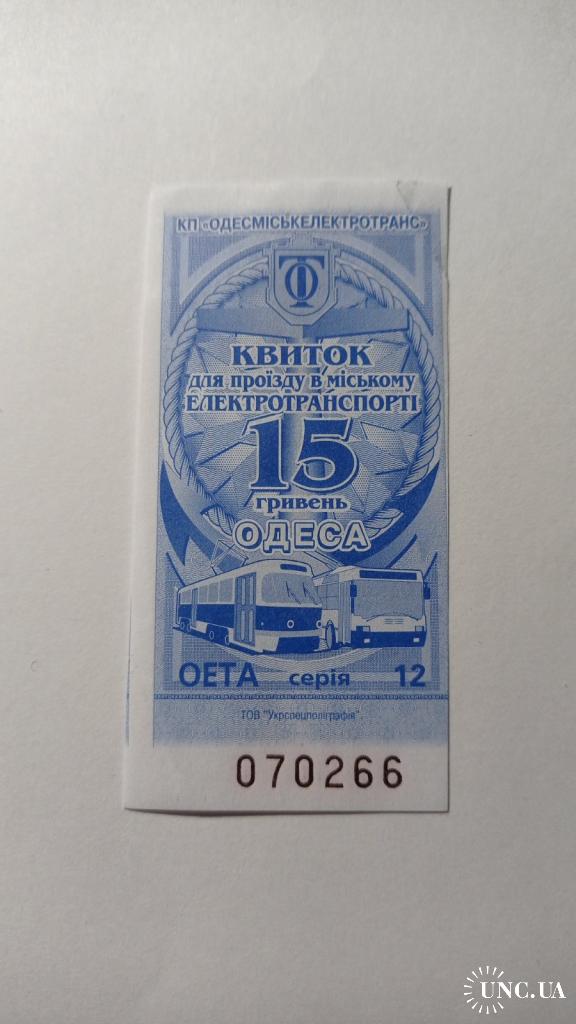 КП «ОДЕСМІСЬКЕЛЕКТРОТРАНС»
КВИТОК
для проїзду в міському
ЕЛЕКТРОТРАНСПОРТІ
15
гривень
ОДЕСА
ОЕТА серія 12
ТОВ "Укрспецполіграфія".
070266
UNC.UA